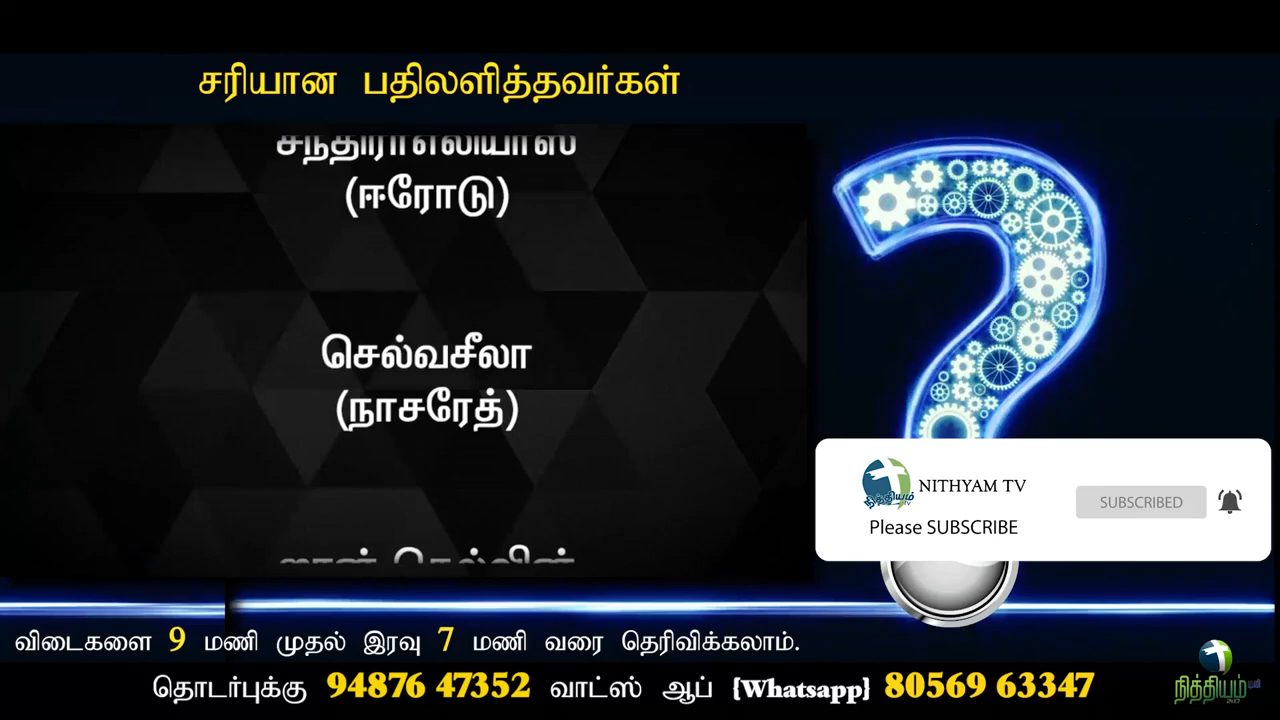 சரியான பதிலளித்தவர்கள்
(ஈரோடு)
செல்வசீலா
(நாசரேத்)
நித்தியம்
NITHYAM TV
Please SUBSCRIBE
SUBSCRIBED
விடைகளை 9 மணி முதல் இரவு 7 மணி வரை தெரிவிக்கலாம்.
தொடர்புக்கு 94876 47352 வாட்ஸ் ஆப் {Whatsapp} 80569 63347
நித்தியம்